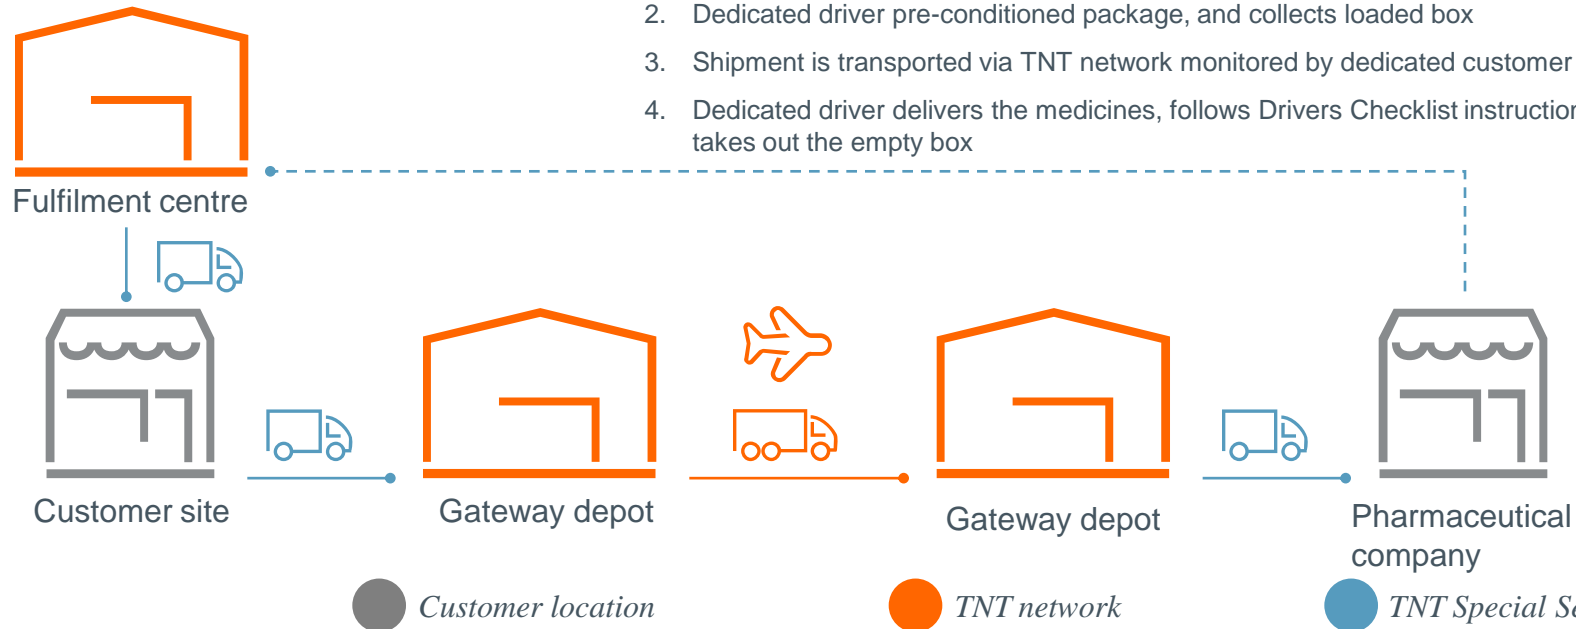 2. Dedicated driver pre-conditioned package, and collects loaded box
3. Shipment is transported via TNT network monitored by dedicated customer
4. Dedicated driver delivers the medicines, follows Drivers Checklist instruction
takes out the empty box
Fulfilment centre
Customer site
Gateway depot
Gateway depot
Pharmaceutical
company
Customer location
TNT network
TNT Special Se